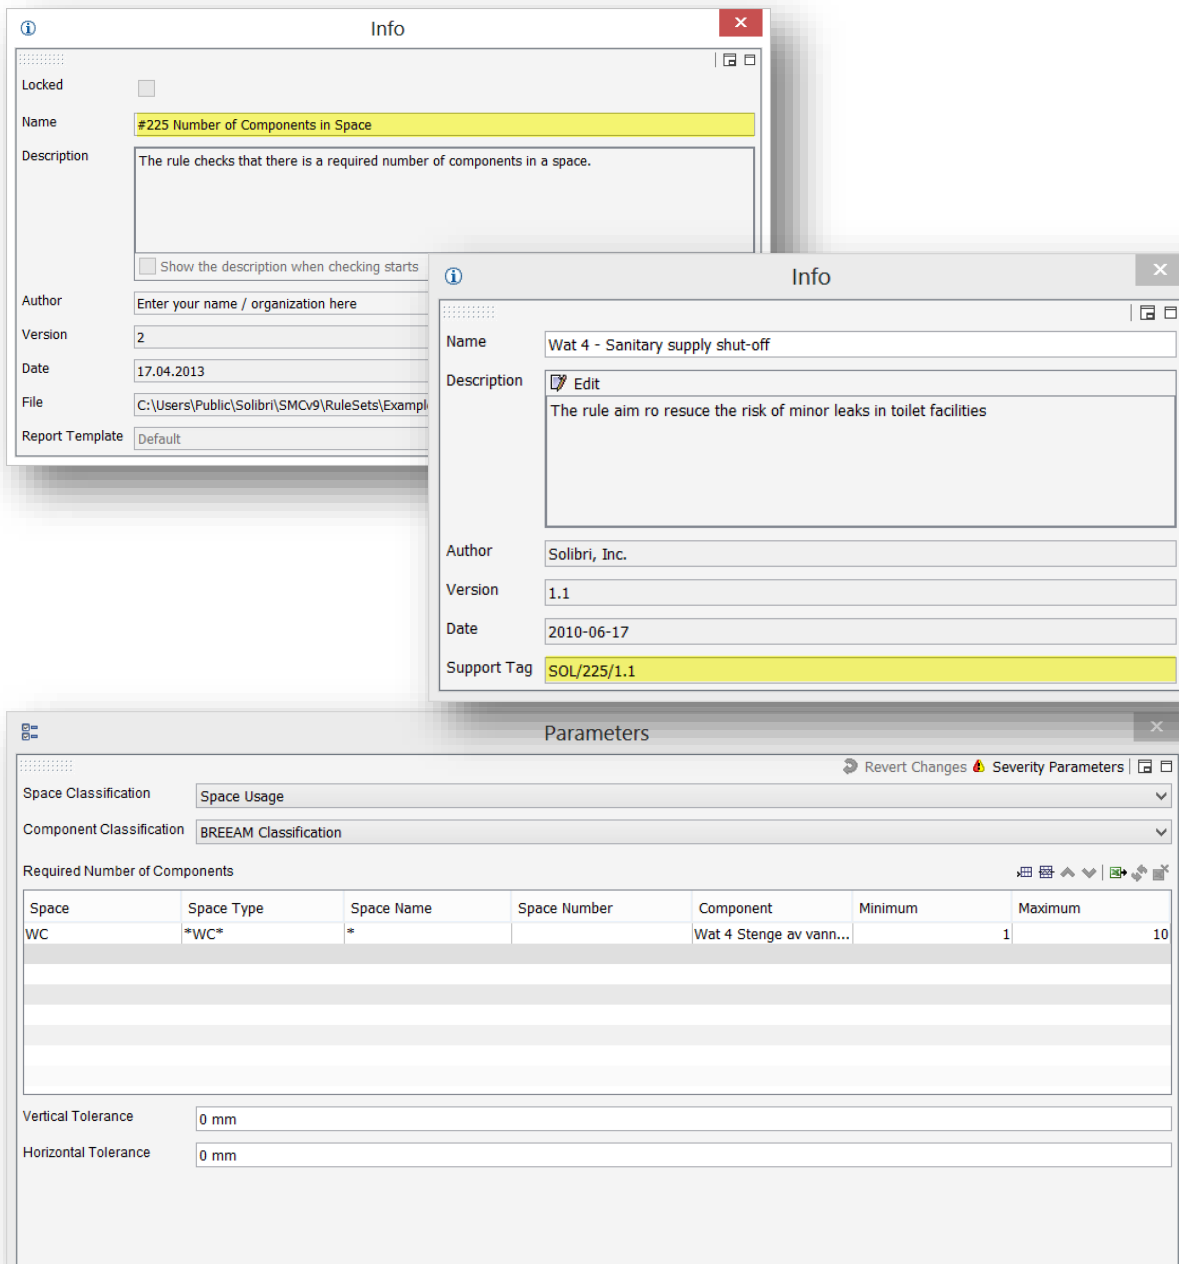 Info
Locked
Name #225 Number of Components in Space
Description The rule checks that there is a required number of components in a space.
Show the description when checking starts
Author Enter your name / organization here
Version 2
Date 17.04.2013
File C:\Users\Public\Solibri\SMCv9\RuleSets\Exampl
Report Template Default
Info
Name Wat 4 - Sanitary supply shut-off
Description Edit
The rule aim ro resuce the risk of minor leaks in toilet facilities
Author Solibri, Inc.
Version 1.1
Date 2010-06-17
Support Tag SOL/225/1.1
Parameters
Revert Changes Severity Parameters
Space Classification Space Usage
Component Classification BREEAM Classification
Required Number of Components
Space Space Type Space Name Space Number Component Minimum Maximum
WC *WC* * Wat 4 Stenge av vann... 1 10
Vertical Tolerance 0 mm
Horizontal Tolerance 0 mm